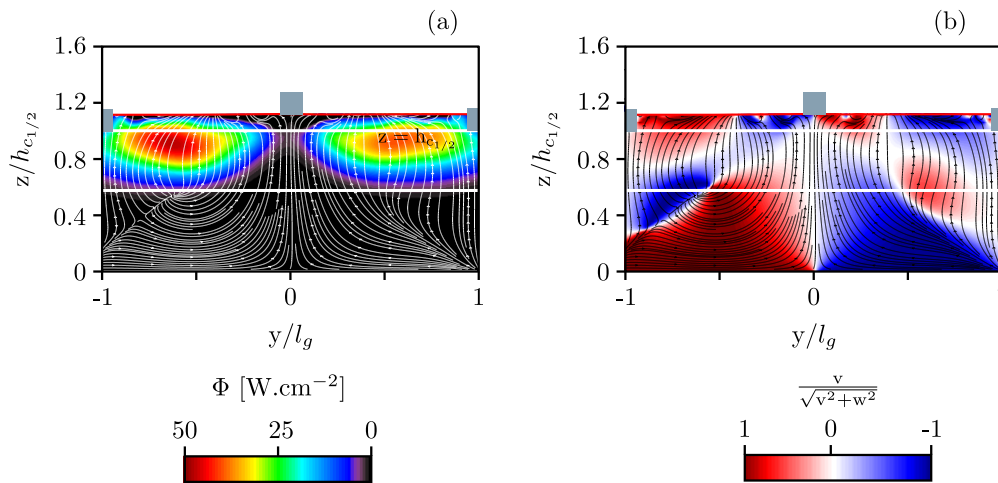 (a)
(b)
1.6
1.2
0.8
0.4
0
z/h_{c_{1/2}}
z = h_{c_{1/2}}
-1
0
1
y/l_g
1.6
1.2
0.8
0.4
0
z/h_{c_{1/2}}
-1
0
1
y/l_g
Φ [W.cm⁻²]
50
25
0
v
√v²+w²
1
0
-1